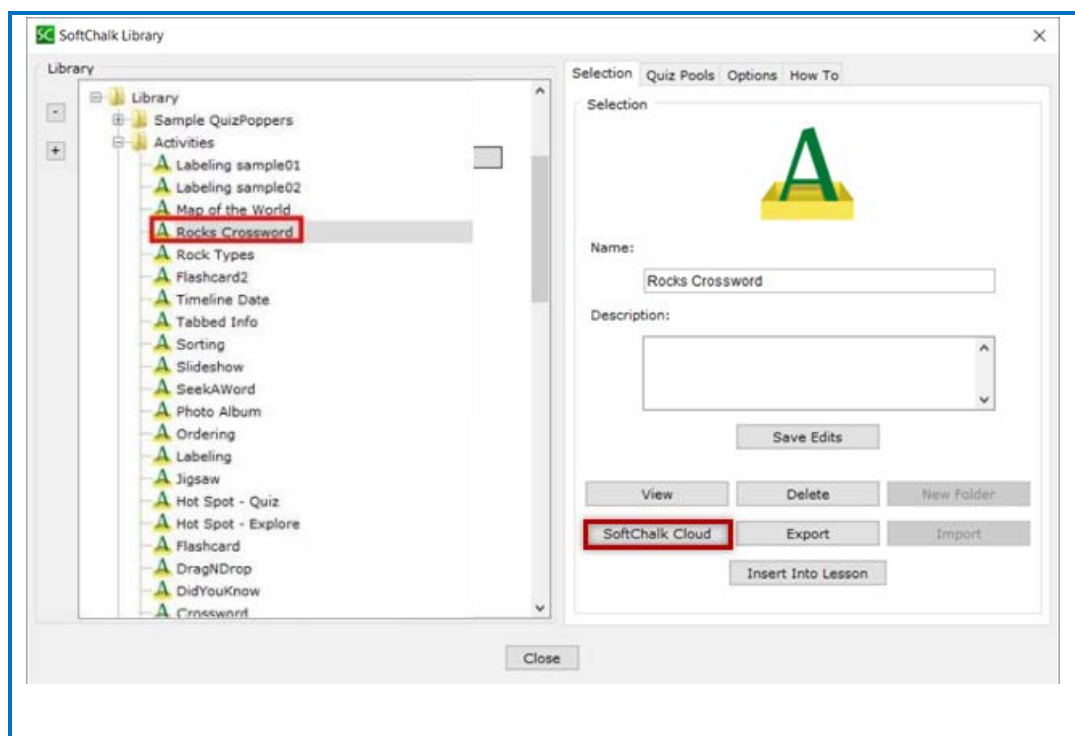 SC SoftChalk Library
Library
-
+
Library
Sample QuizPoppers
Activities
A Labeling sample01
A Labeling sample02
A Map of the World
A Rocks Crossword
A Rock Types
A Flashcard2
A Timeline Date
A Tabbed Info
A Sorting
A Slideshow
A SeekAWord
A Photo Album
A Ordering
A Labeling
A Jigsaw
A Hot Spot - Quiz
A Hot Spot - Explore
A Flashcard
A DragNDrop
A DidYouKnow
A Crossword
Selection Quiz Pools Options How To
Selection
A
Name:
Rocks Crossword
Description:
Save Edits
View Delete New Folder
SoftChalk Cloud Export Import
Insert Into Lesson
Close